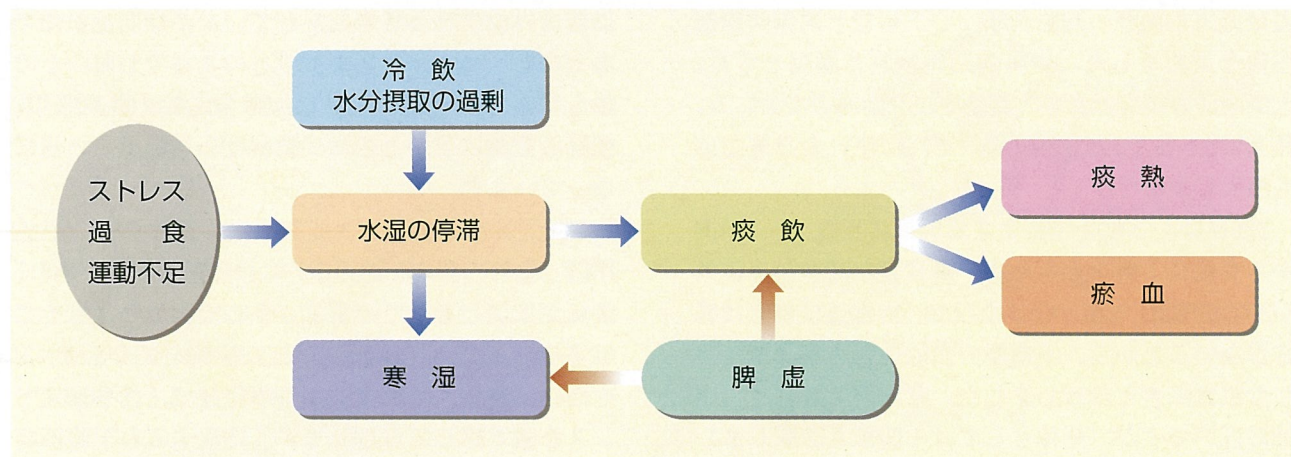 冷　飲
水分摂取の過剰
ストレス
過　　食
運動不足
水湿の停滞
痰　飲
痰　熱
瘀　血
寒　湿
脾　虚